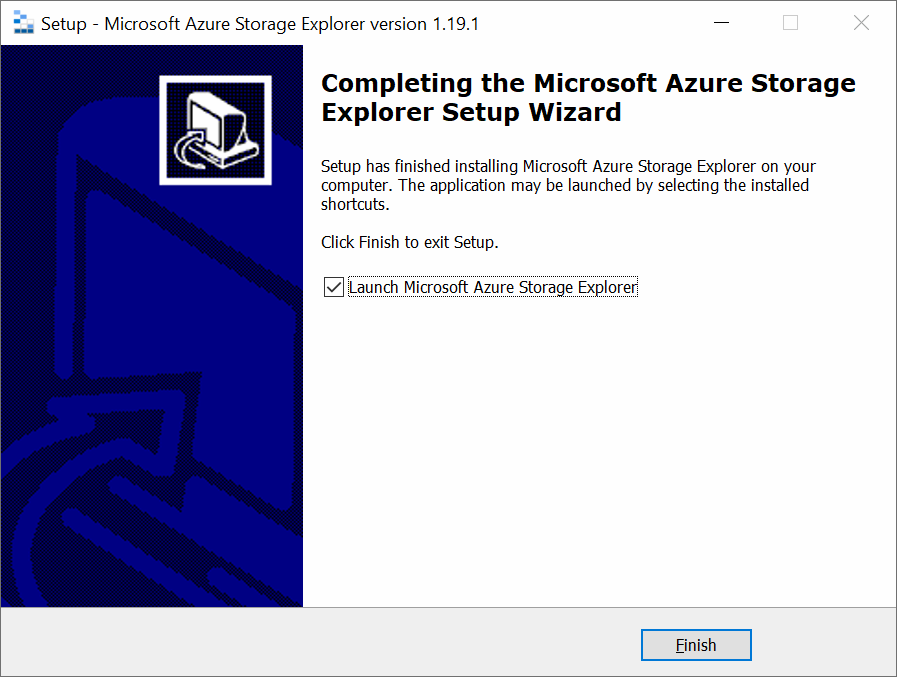 Setup - Microsoft Azure Storage Explorer version 1.19.1
Completing the Microsoft Azure Storage
Explorer Setup Wizard
Setup has finished installing Microsoft Azure Storage Explorer on your
computer. The application may be launched by selecting the installed
shortcuts.
Click Finish to exit Setup.
Launch Microsoft Azure Storage Explorer
Finish